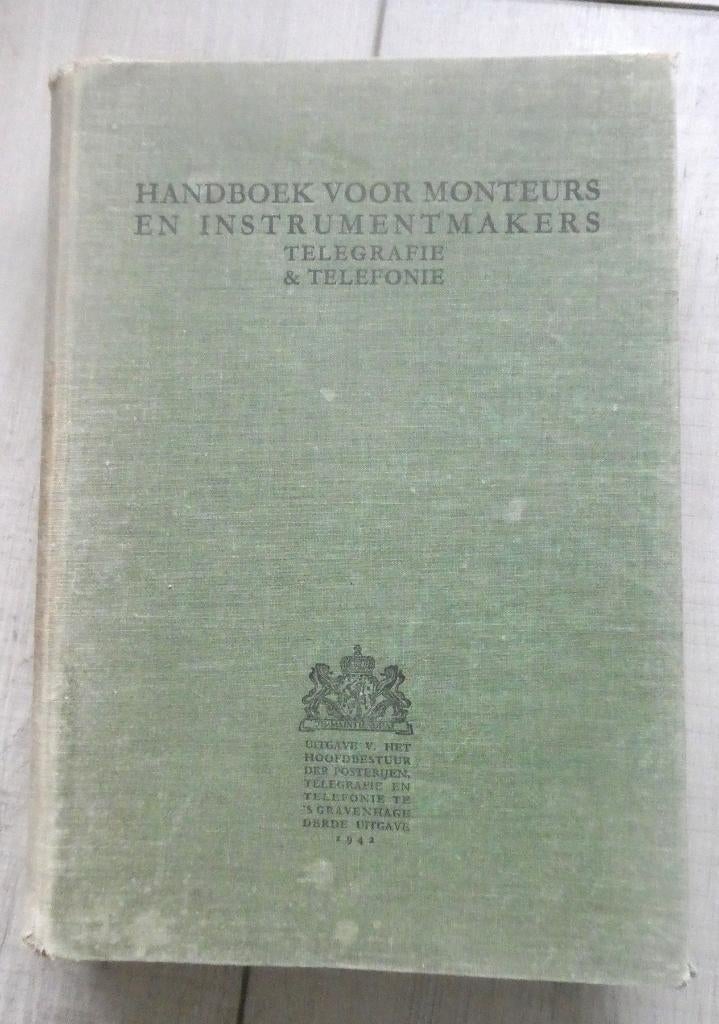 HANDBOEK VOOR MONTEURS
EN INSTRUMENTMAKERS
TELEGRAFIE
& TELEFONIE
UITGAVE V. HET
HOOFDBESTUUR
DER POSTERIJEN,
TELEGRAFIE EN
TELEFONIE TE
'S GRAVENHAGE
DERDE UITGAVE
1942